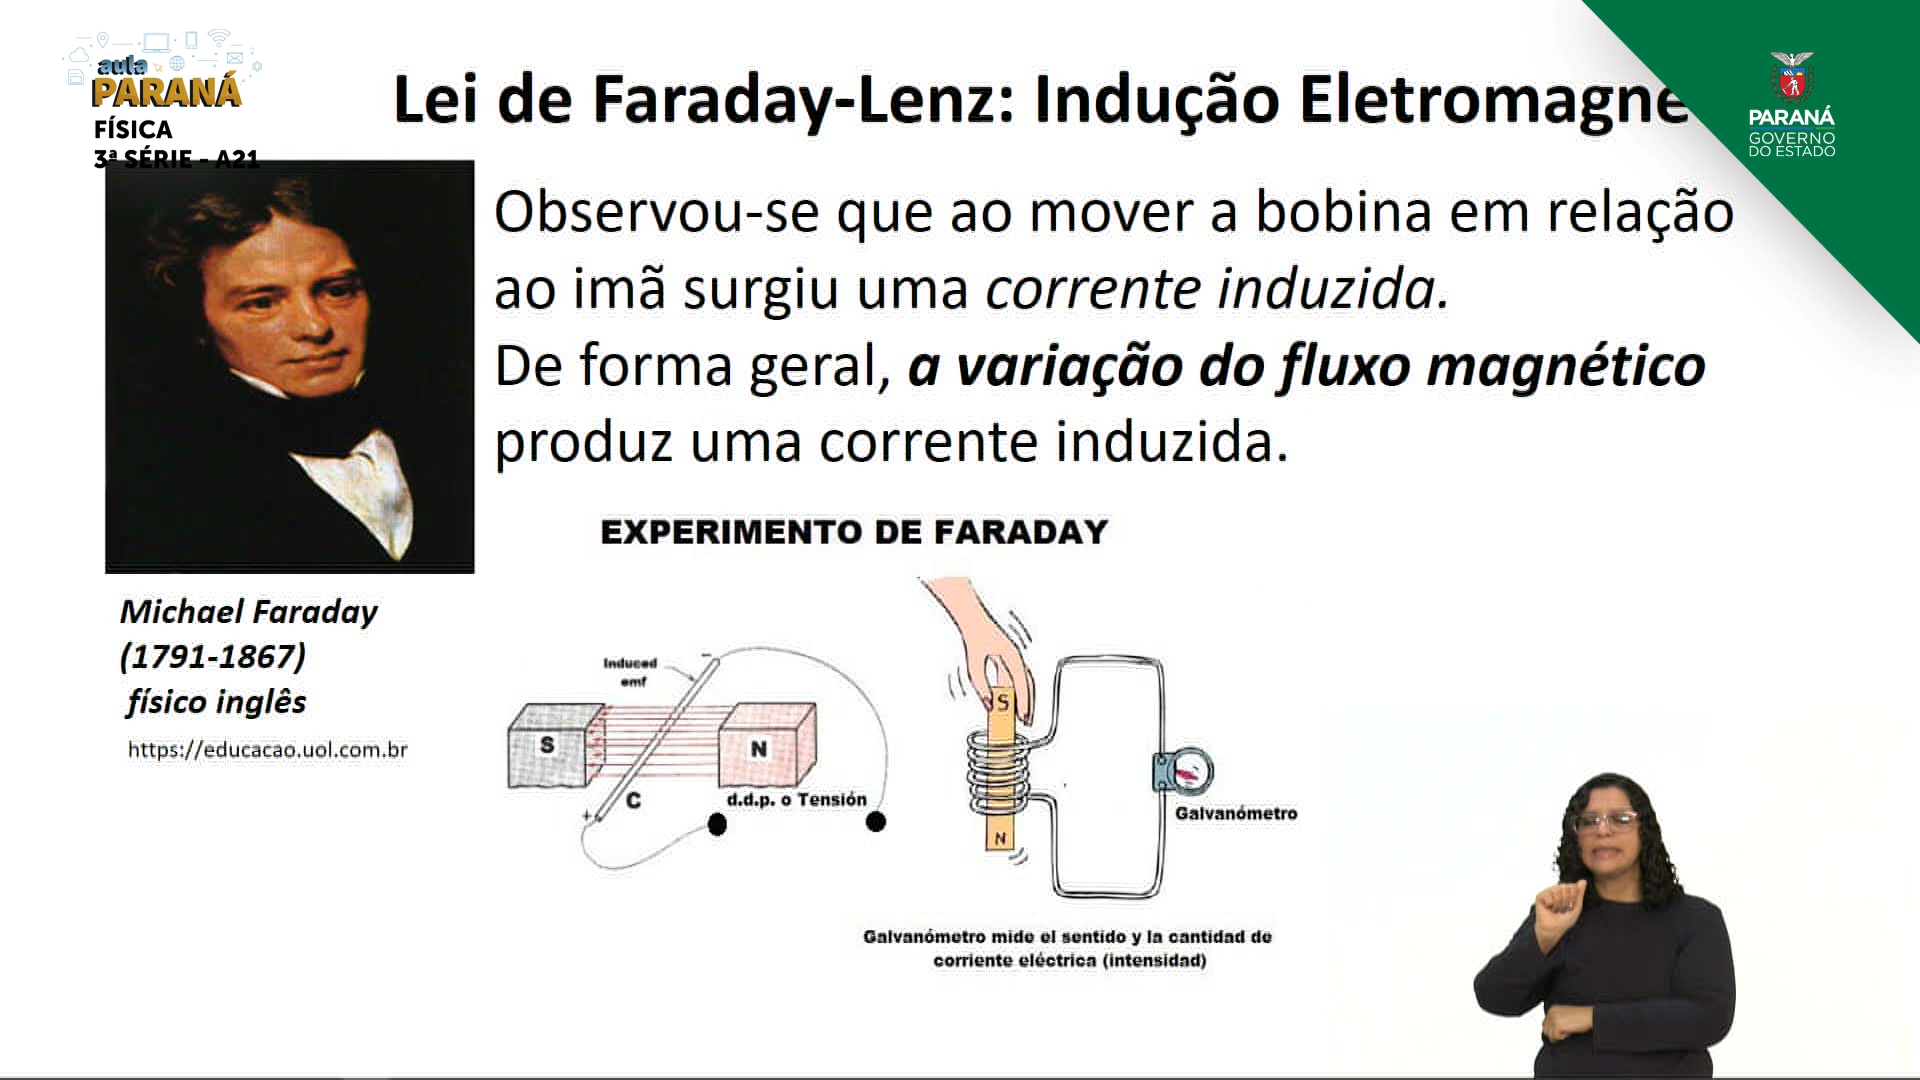 aula
PARANÁ
FÍSICA
3ª SÉRIE - A21
Lei de Faraday-Lenz: Indução Eletromagne
PARANÁ
GOVERNO
DO ESTADO
Observou-se que ao mover a bobina em relação
ao imã surgiu uma corrente induzida.
De forma geral, a variação do fluxo magnético
produz uma corrente induzida.
Michael Faraday
(1791-1867)
físico inglês
https://educacao.uol.com.br
EXPERIMENTO DE FARADAY
Induced
emf
−
S
N
+
C
d.d.p. o Tensión
S
N
Galvanómetro
Galvanómetro mide el sentido y la cantidad de
corriente eléctrica (intensidad)